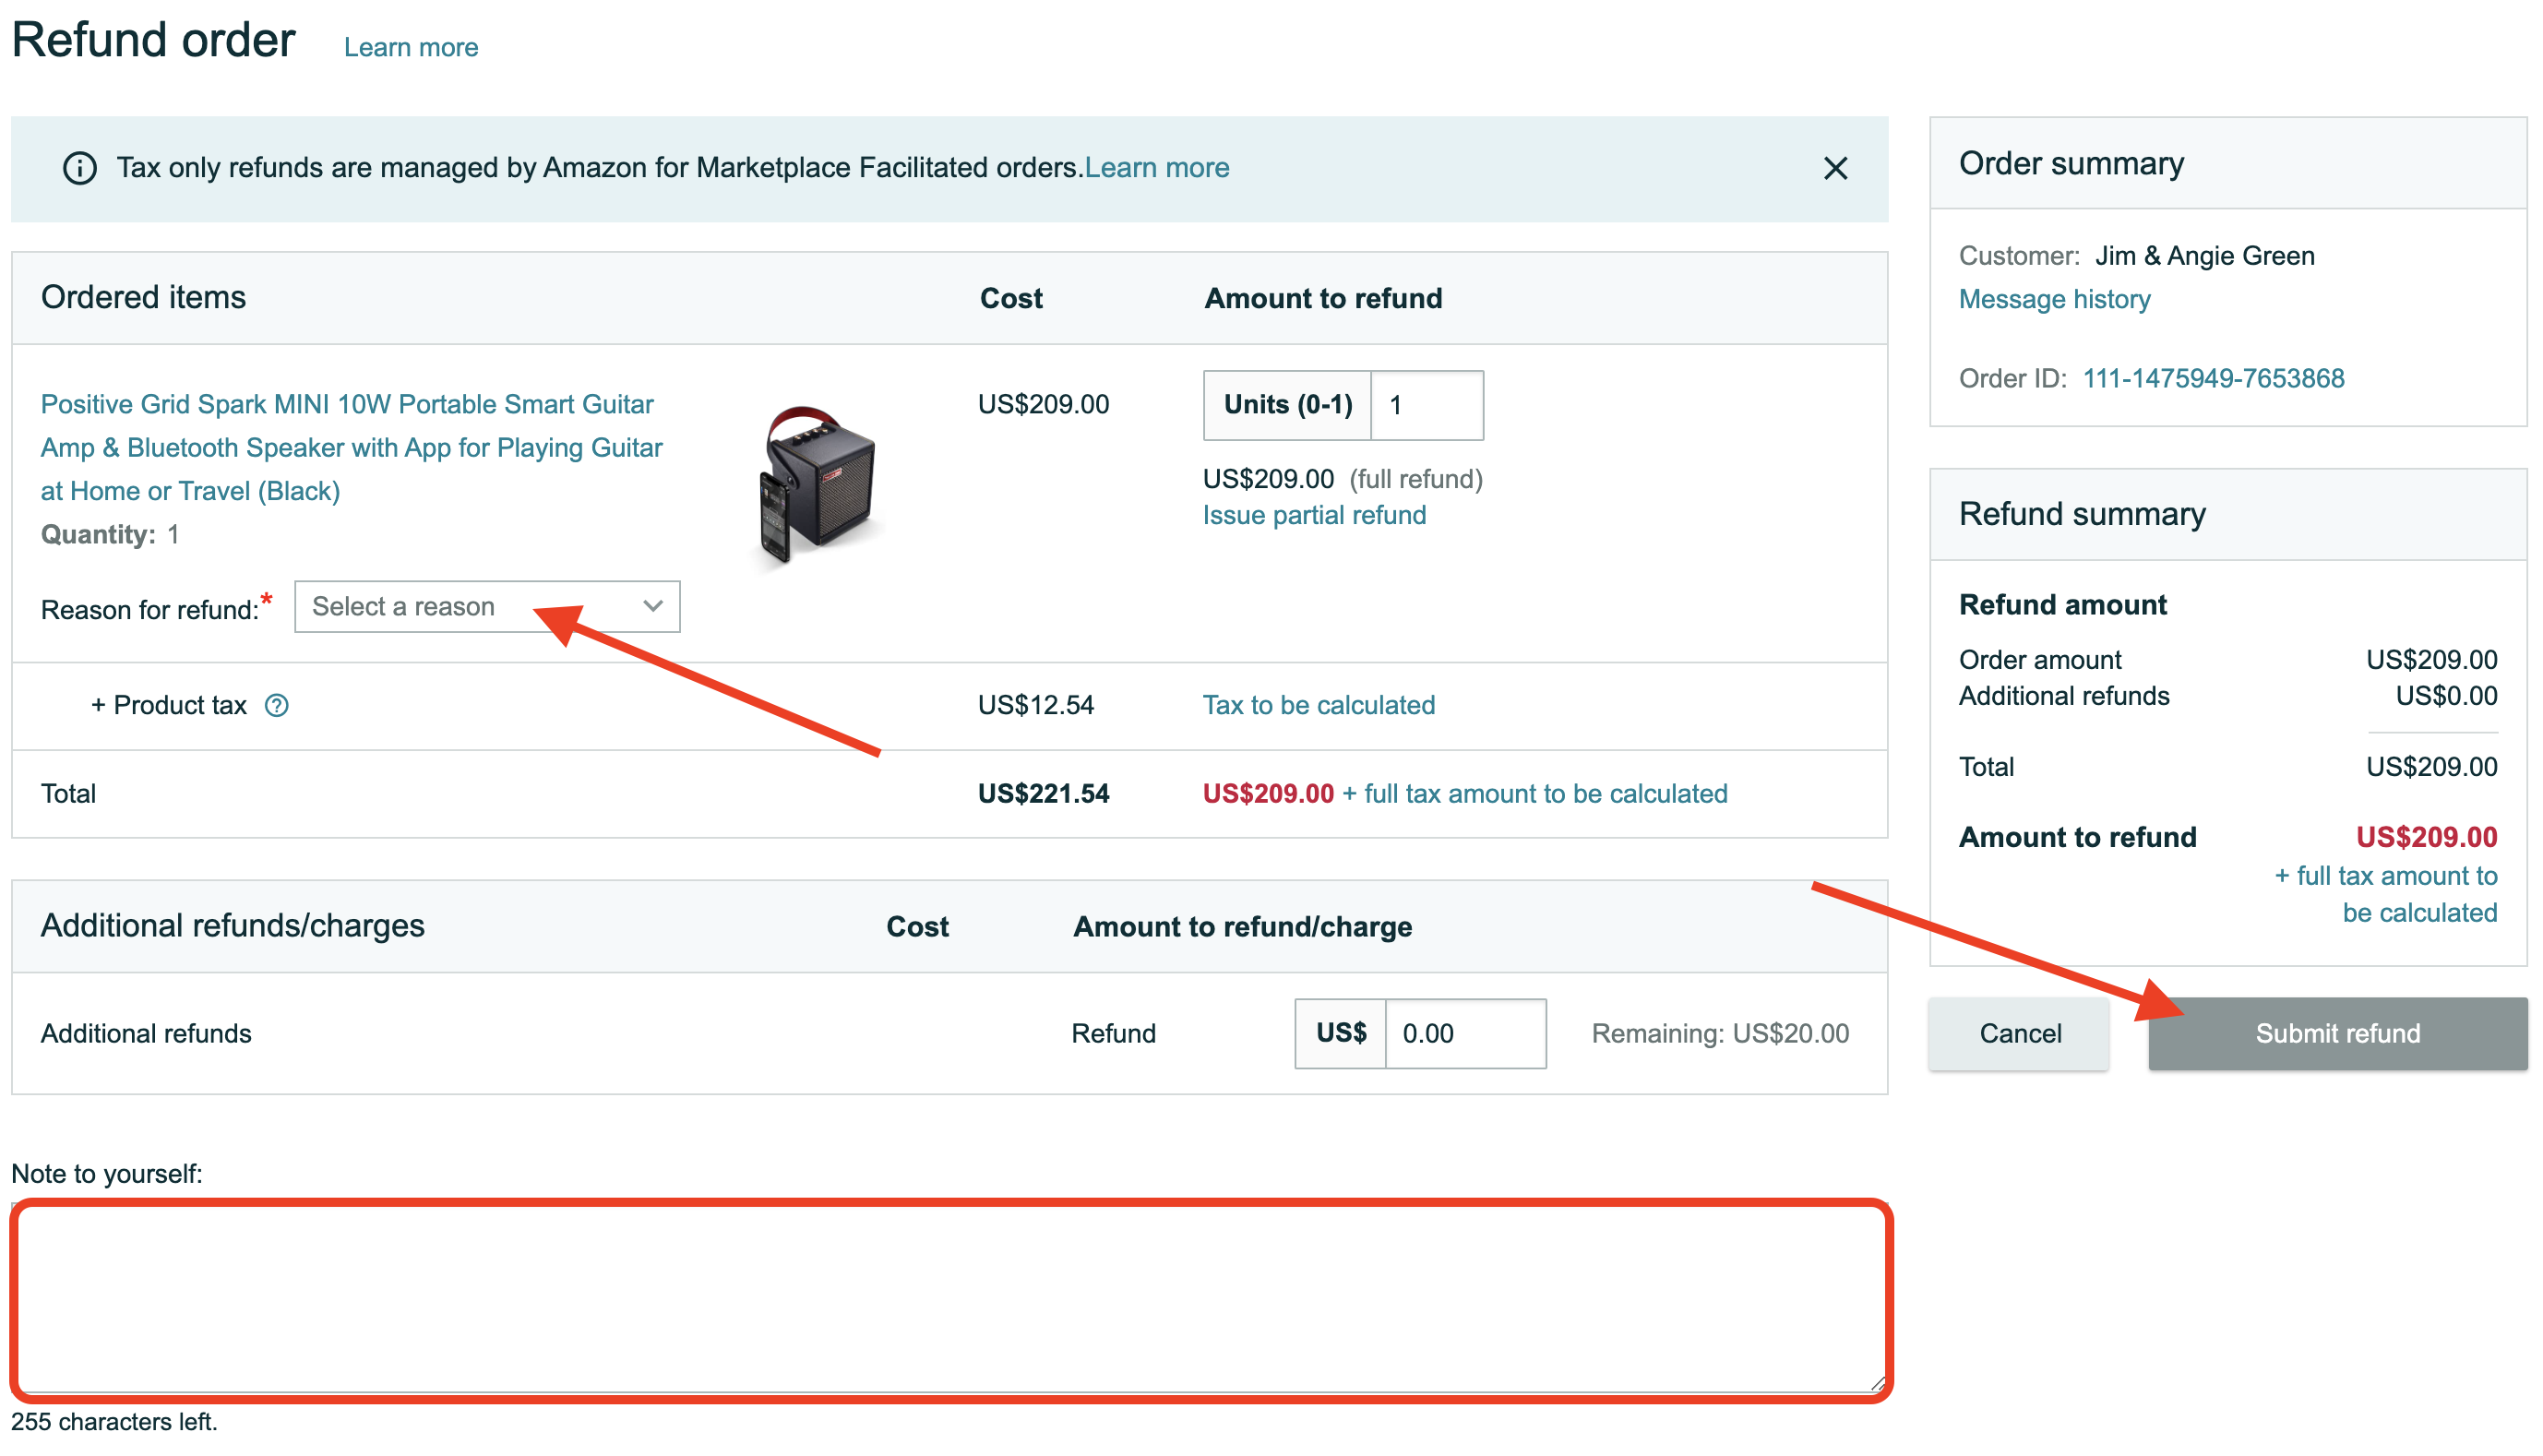 Refund order Learn more
Tax only refunds are managed by Amazon for Marketplace Facilitated orders.Learn more
Ordered items Cost Amount to refund
Positive Grid Spark MINI 10W Portable Smart Guitar
Amp & Bluetooth Speaker with App for Playing Guitar
at Home or Travel (Black)
Quantity: 1
US$209.00
Units (0-1) 1
US$209.00 (full refund)
Issue partial refund
Reason for refund:* Select a reason
+ Product tax US$12.54 Tax to be calculated
Total US$221.54 US$209.00 + full tax amount to be calculated
Additional refunds/charges Cost Amount to refund/charge
Additional refunds Refund US$ 0.00 Remaining: US$20.00
Note to yourself:
255 characters left.
Order summary
Customer: Jim & Angie Green
Message history
Order ID: 111-1475949-7653868
Refund summary
Refund amount
Order amount US$209.00
Additional refunds US$0.00
Total US$209.00
Amount to refund US$209.00
+ full tax amount to
be calculated
Cancel Submit refund